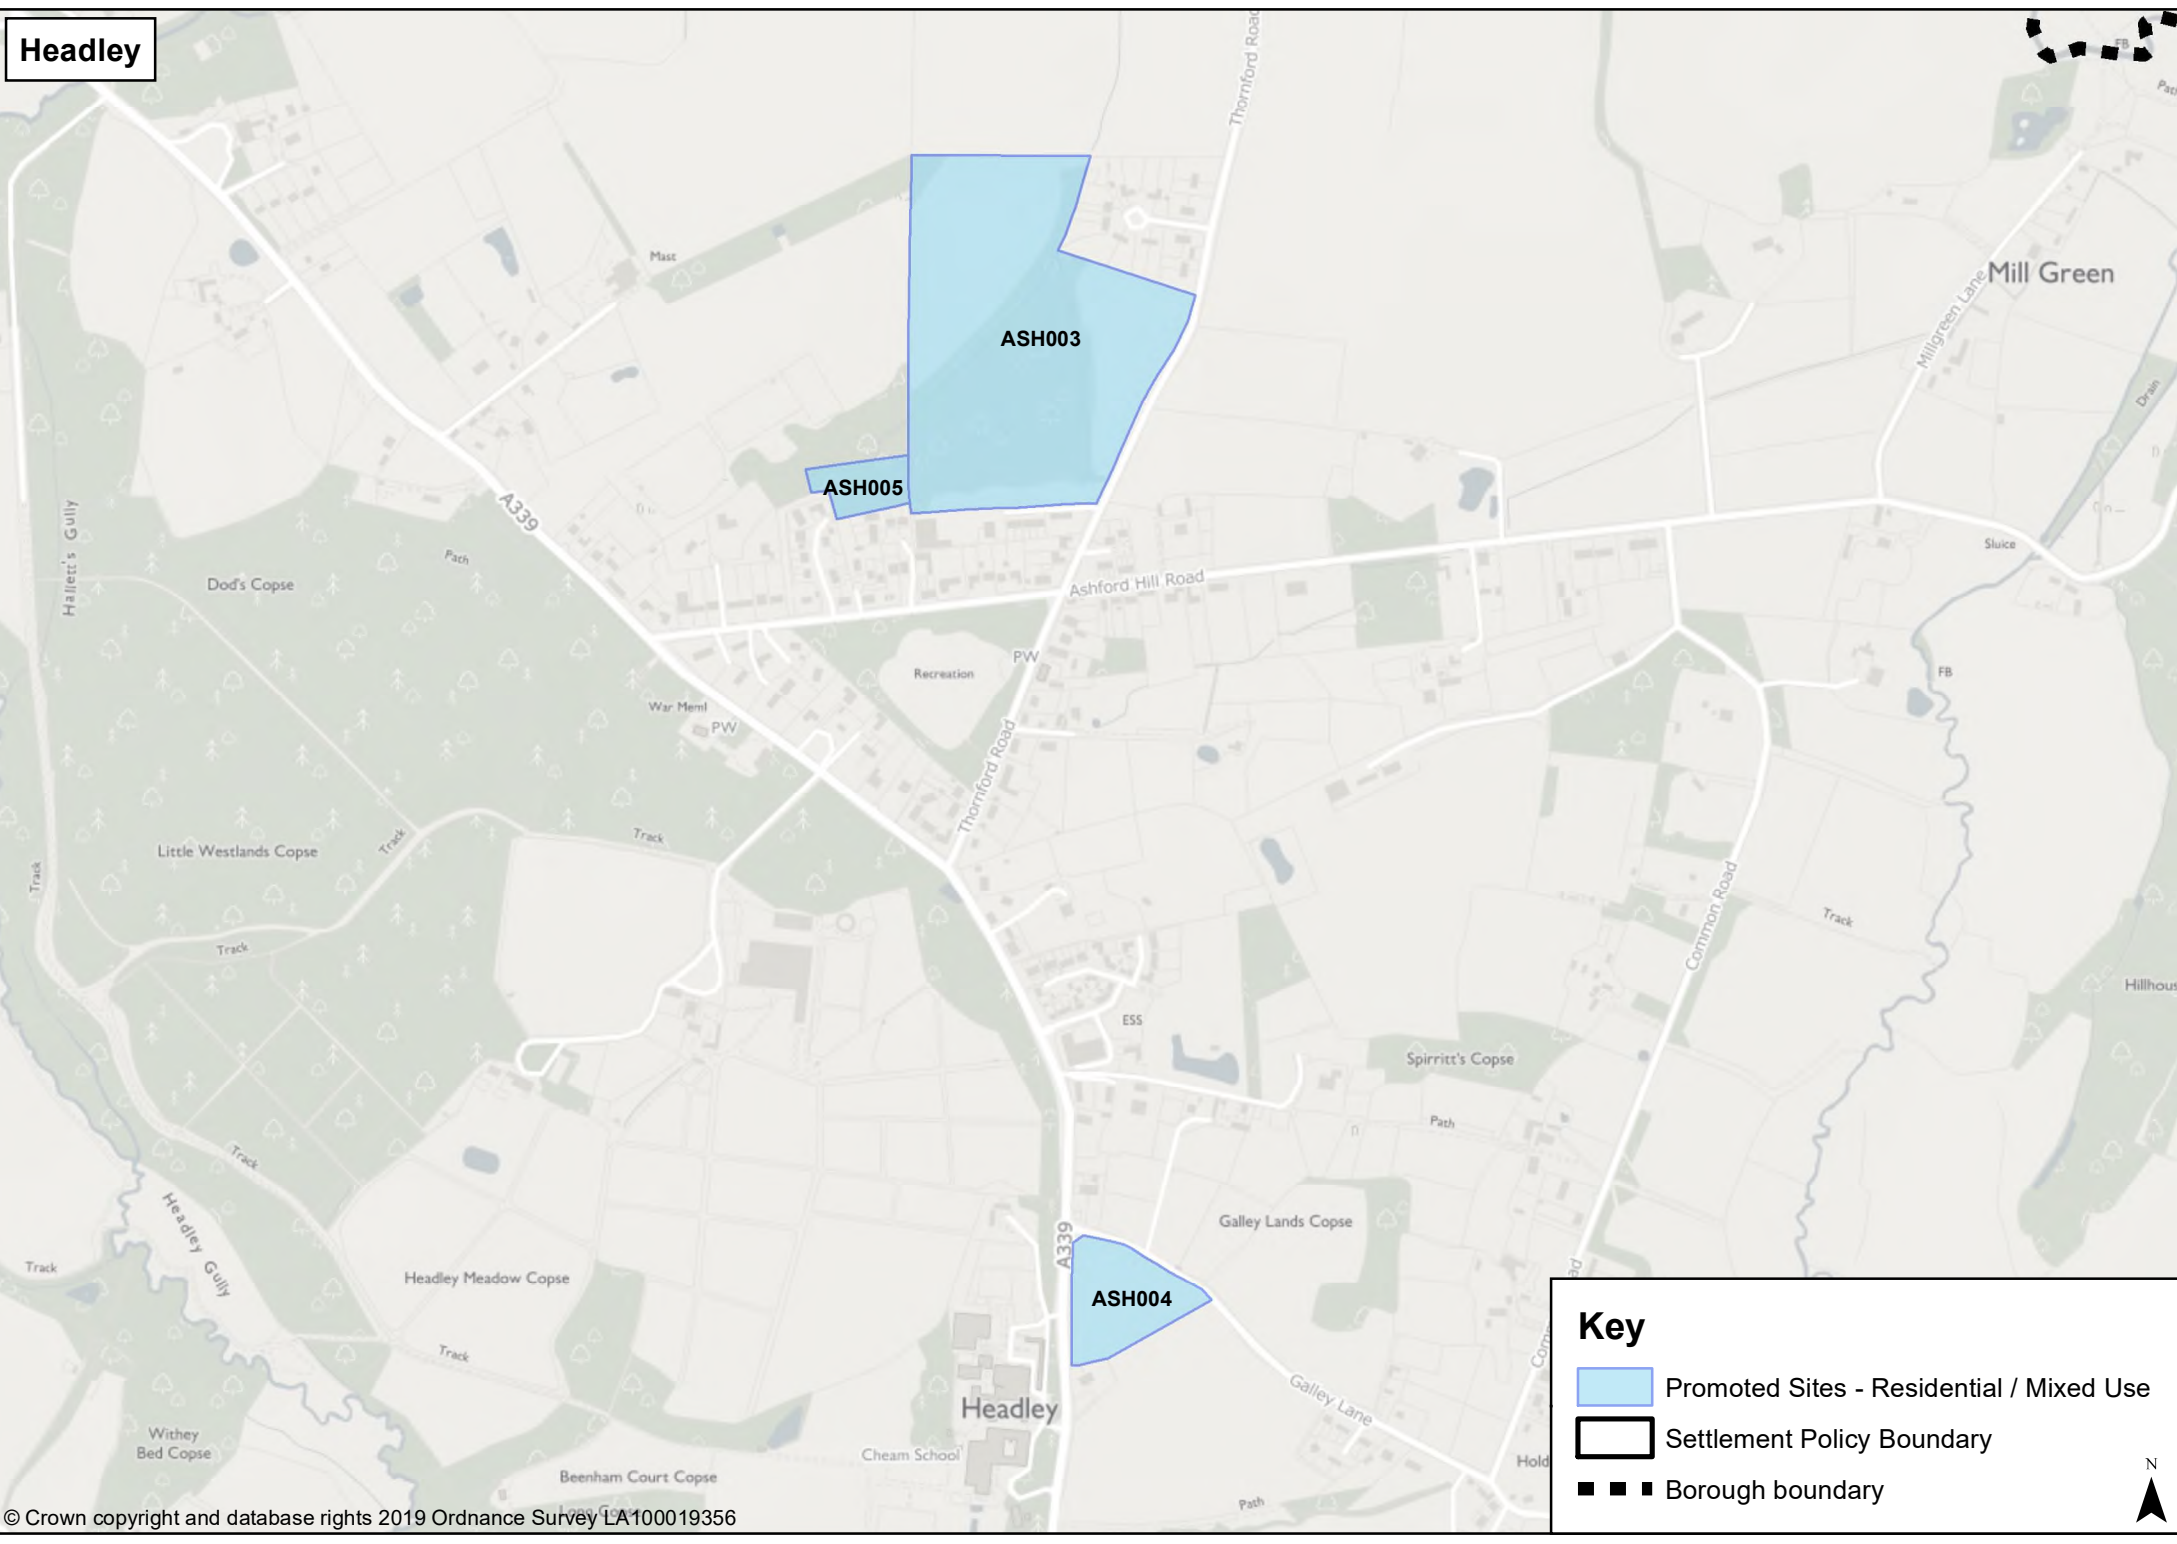 Headley
Thornford Road
FB
Mast
Mill Green
Millgreen Lane
ASH003
Drain
ASH005
A339
Hallett's Gully
Path
Dod's Copse
Ashford Hill Road
Sluice
PW
Recreation
FB
War Meml
PW
Thornford Road
Track
Track
Little Westlands Copse
Track
Track
Common Road
Track
ESS
Spirritt's Copse
Path
Track
Headley Gully
A339
Galley Lands Copse
Track
Headley Meadow Copse
ASH004
Track
Galley Lane
Headley
Withey
Bed Copse
Cheam School
Beenham Court Copse
Path
Key
Promoted Sites - Residential / Mixed Use
Settlement Policy Boundary
Borough boundary
N
© Crown copyright and database rights 2019 Ordnance Survey LA100019356